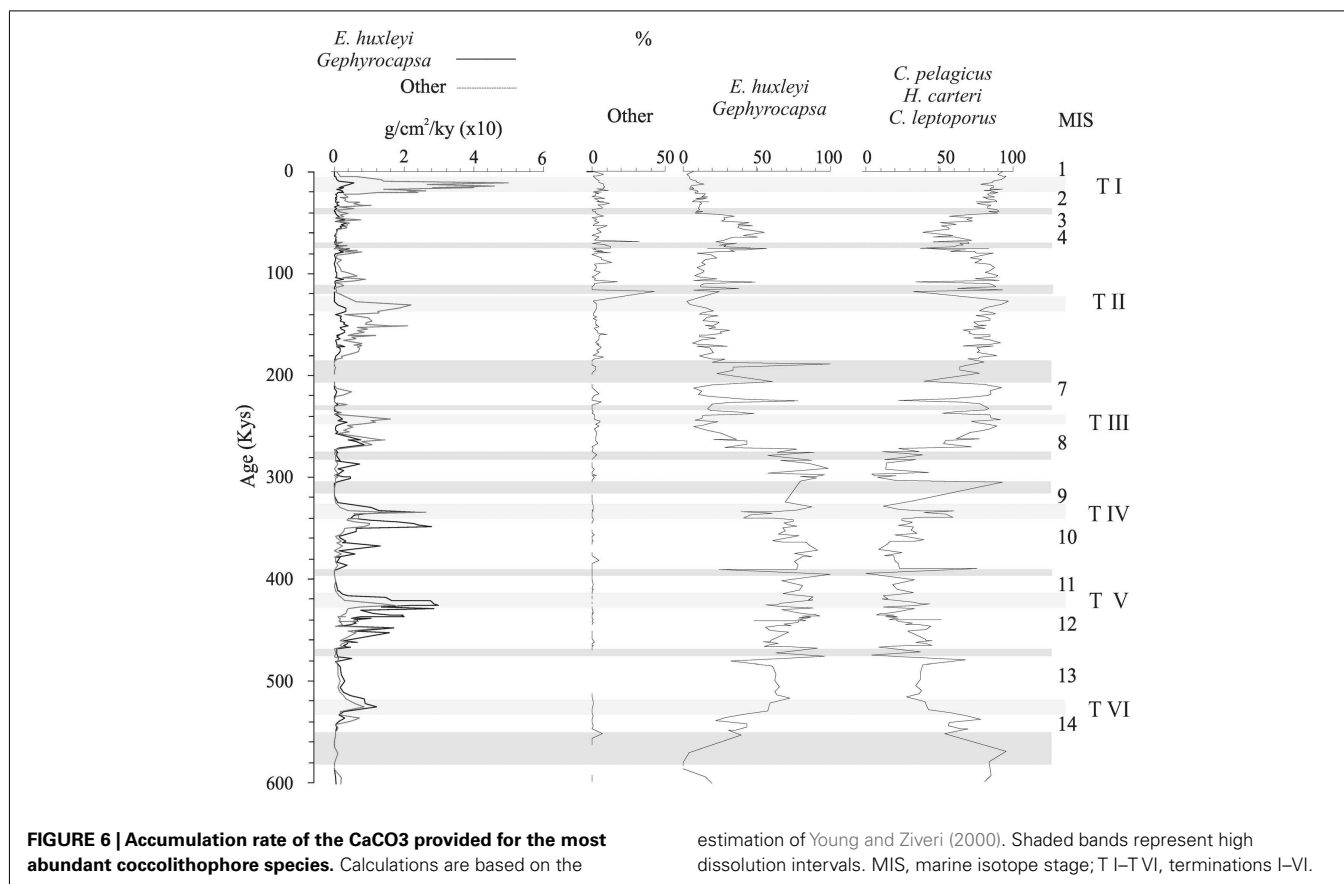 E. huxleyi
Gephyrocapsa
Other
g/cm²/ky (x10)
0 2 4 6
%
Other
0 50
E. huxleyi
Gephyrocapsa
0 50 100
C. pelagicus
H. carteri
C. leptoporus
0 50 100
MIS
Age (Kys)
0
100
200
300
400
500
600
1
2
3
4
7
8
9
10
11
12
13
14
T I
T II
T III
T IV
T V
T VI
FIGURE 6 | Accumulation rate of the CaCO3 provided for the most
abundant coccolithophore species. Calculations are based on the
estimation of Young and Ziveri (2000). Shaded bands represent high
dissolution intervals. MIS, marine isotope stage; T I–T VI, terminations I–VI.